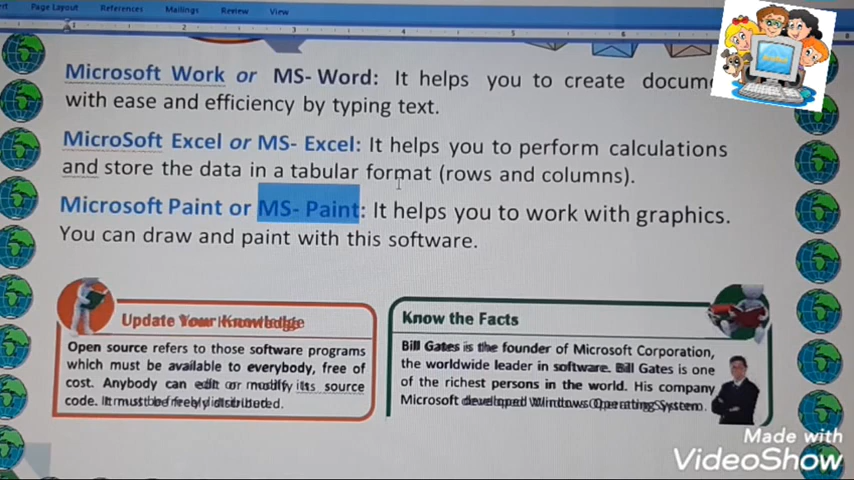 Page Layout References Mailings Review View
1 2 3 4 5 6
Microsoft Work or MS- Word: It helps you to create docum
with ease and efficiency by typing text.
MicroSoft Excel or MS- Excel: It helps you to perform calculations
and store the data in a tabular format (rows and columns).
Microsoft Paint or MS- Paint: It helps you to work with graphics.
You can draw and paint with this software.
Update Your Knowledge
Open source refers to those software programs
which must be available to everybody, free of
cost. Anybody can edit or modify its source
code. It must be freely distributed.
Know the Facts
Bill Gates is the founder of Microsoft Corporation,
the worldwide leader in software. Bill Gates is one
of the richest persons in the world. His company
Microsoft developed Windows Operating System.
Made with
VideoShow